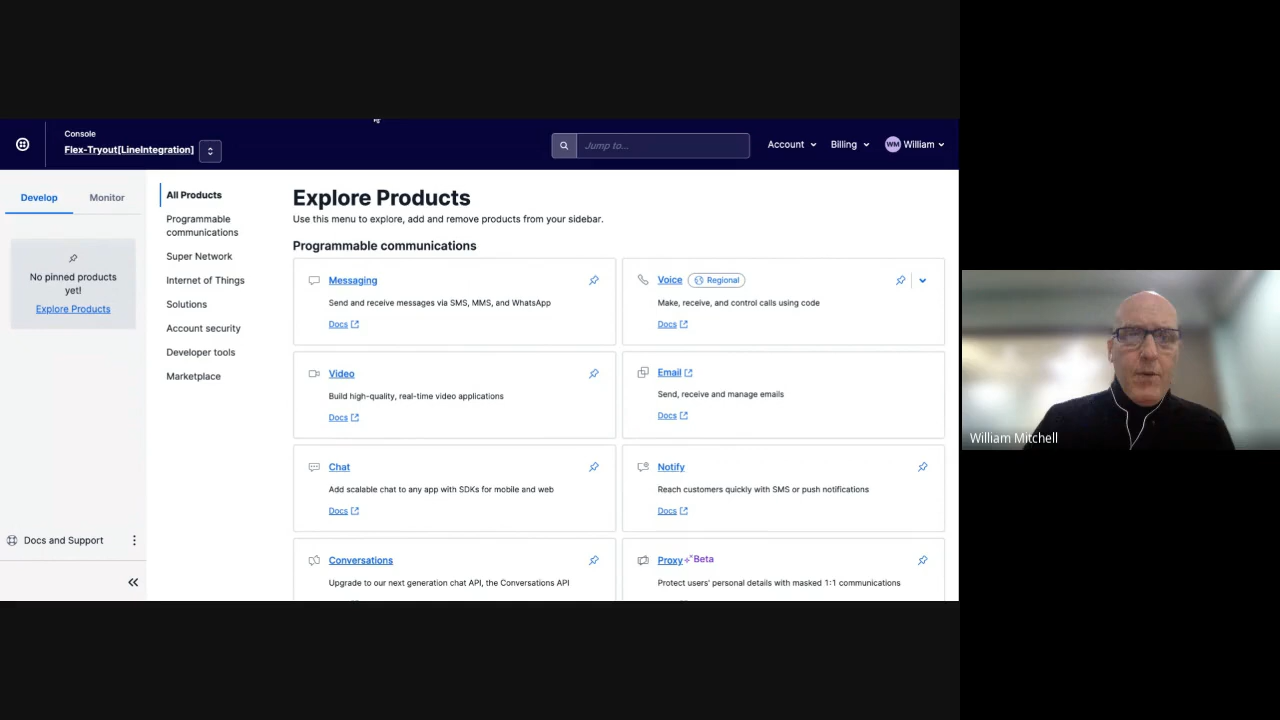 Console
Flex-Tryout[LineIntegration]
Jump to...
Account
Billing
WM William
Develop
Monitor
No pinned products
yet!
Explore Products
Docs and Support
All Products
Programmable
communications
Super Network
Internet of Things
Solutions
Account security
Developer tools
Marketplace
Explore Products
Use this menu to explore, add and remove products from your sidebar.
Programmable communications
Messaging
Send and receive messages via SMS, MMS, and WhatsApp
Docs
Voice Regional
Make, receive, and control calls using code
Docs
Video
Build high-quality, real-time video applications
Docs
Email
Send, receive and manage emails
Docs
Chat
Add scalable chat to any app with SDKs for mobile and web
Docs
Notify
Reach customers quickly with SMS or push notifications
Docs
Conversations
Upgrade to our next generation chat API, the Conversations API
Proxy Beta
Protect users' personal details with masked 1:1 communications
William Mitchell